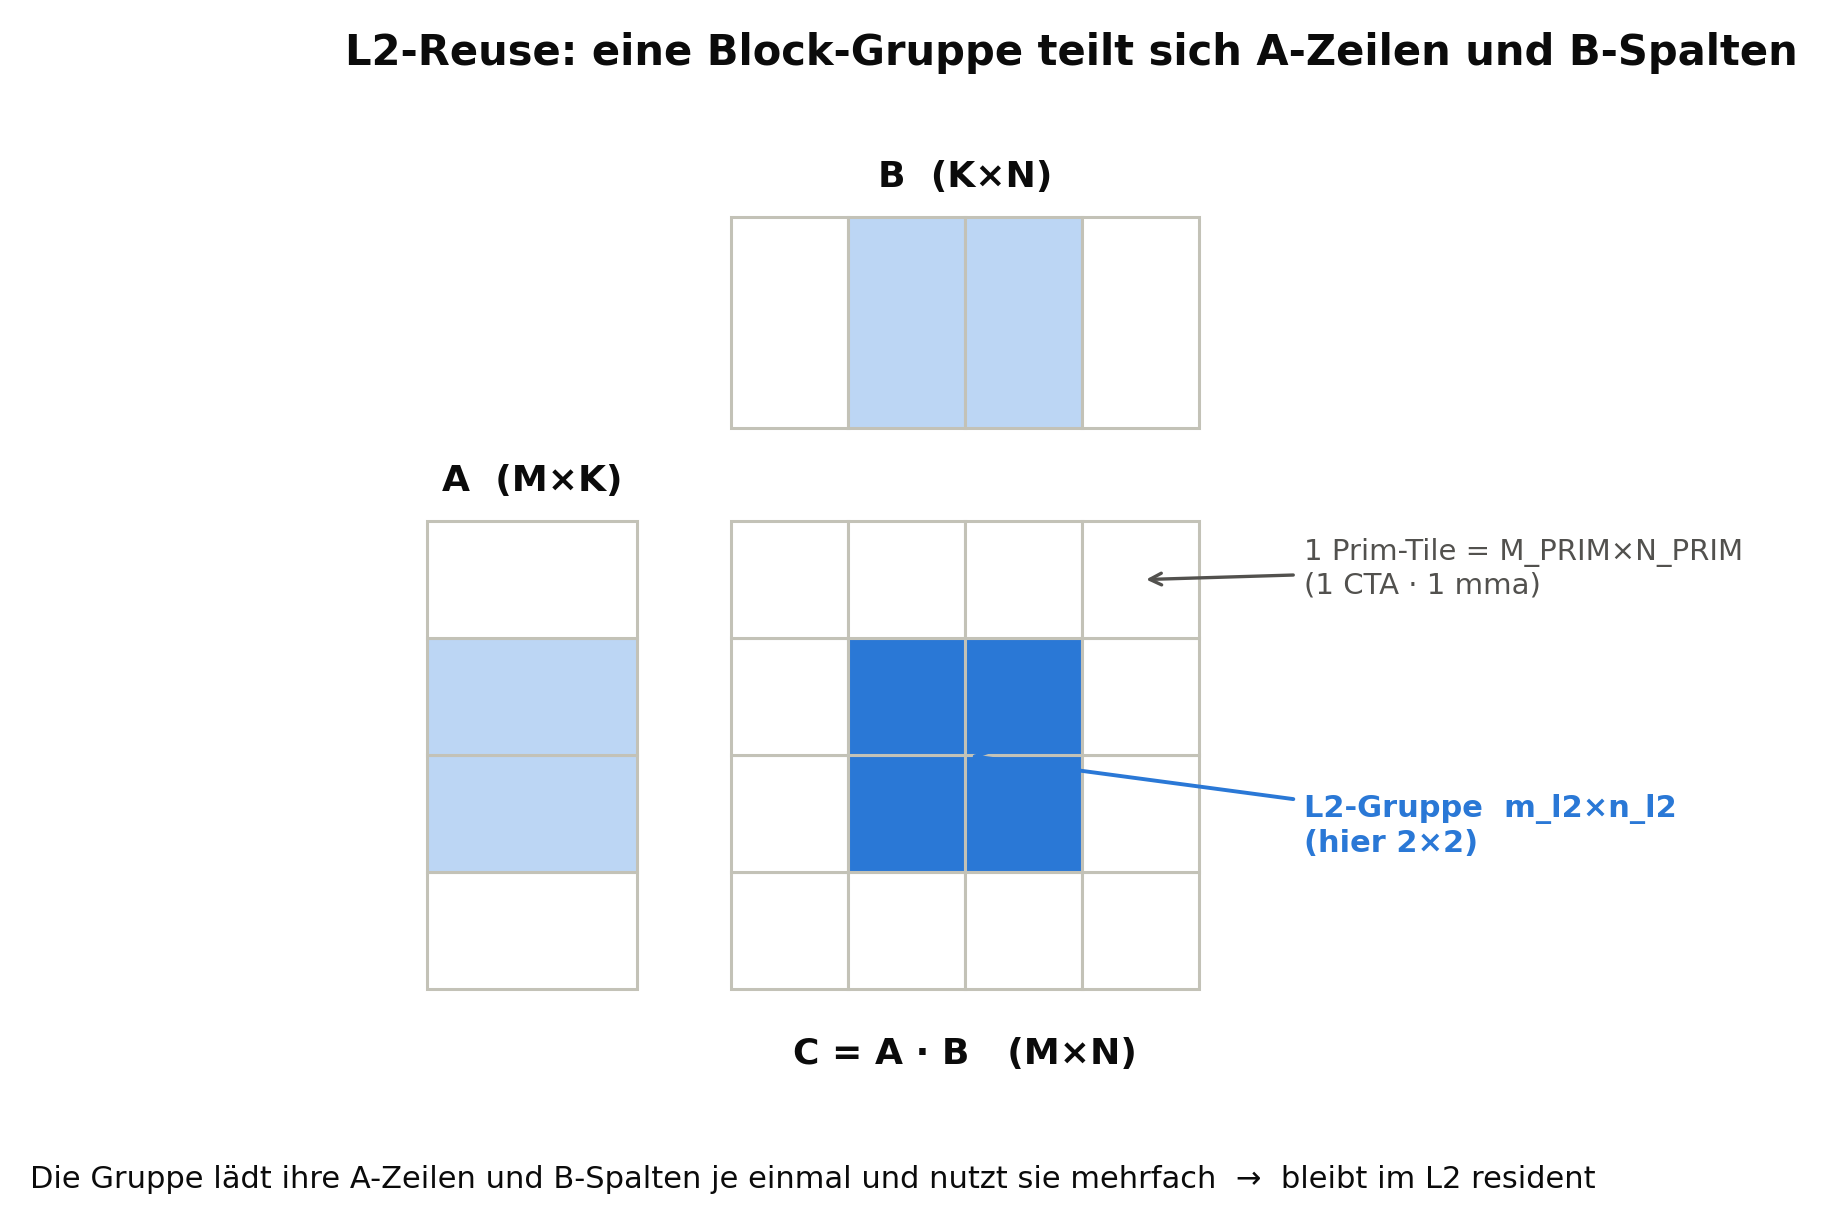 L2-Reuse: eine Block-Gruppe teilt sich A-Zeilen und B-Spalten
B (K×N)
A (M×K)
1 Prim-Tile = M_PRIM×N_PRIM
(1 CTA · 1 mma)
L2-Gruppe m_l2×n_l2
(hier 2×2)
C = A · B (M×N)
Die Gruppe lädt ihre A-Zeilen und B-Spalten je einmal und nutzt sie mehrfach → bleibt im L2 resident